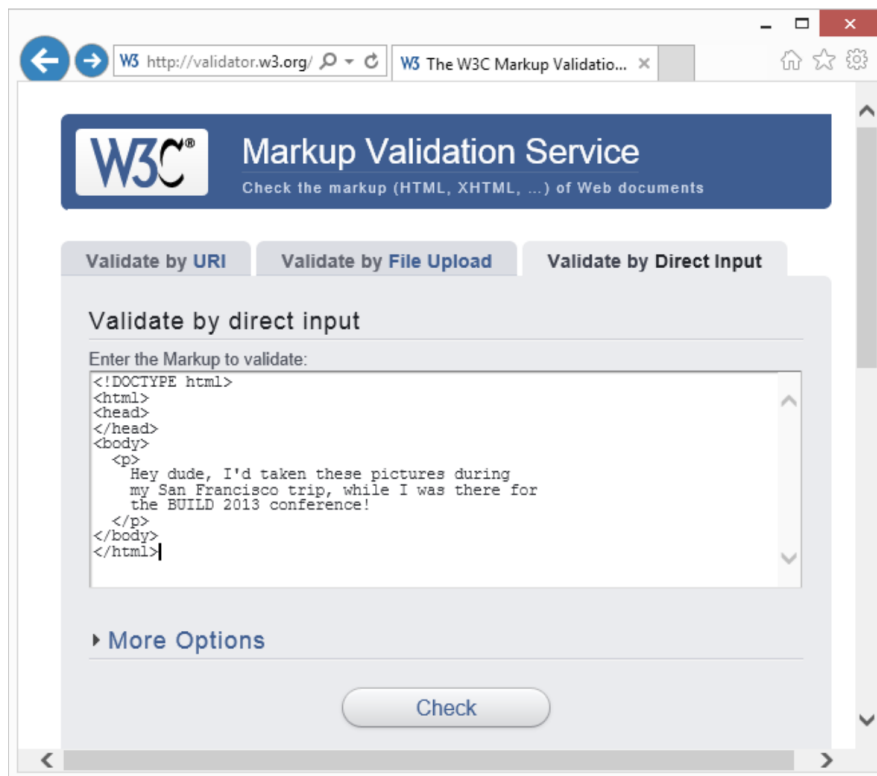 W3 http://validator.w3.org/ W3 The W3C Markup Validatio...
W3C® Markup Validation Service
Check the markup (HTML, XHTML, ...) of Web documents
Validate by URI Validate by File Upload Validate by Direct Input
Validate by direct input
Enter the Markup to validate:
<!DOCTYPE html>
<html>
<head>
</head>
<body>
<p>
Hey dude, I'd taken these pictures during
my San Francisco trip, while I was there for
the BUILD 2013 conference!
</p>
</body>
</html>
More Options
Check